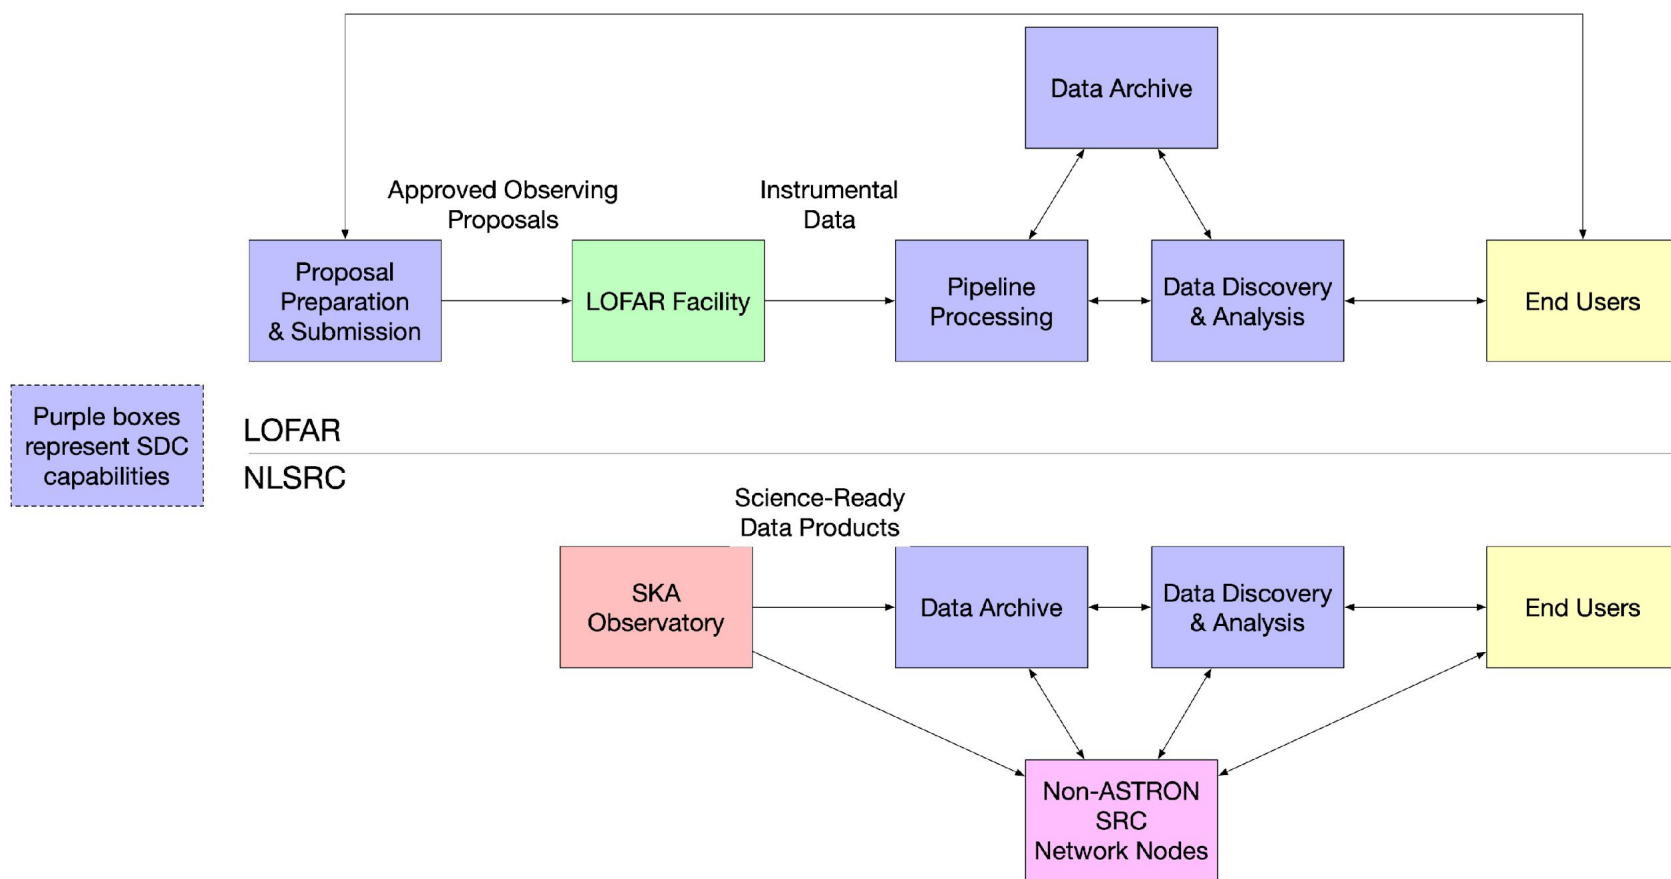 Data Archive
Approved Observing
Proposals
Instrumental
Data
Proposal
Preparation
& Submission
LOFAR Facility
Pipeline
Processing
Data Discovery
& Analysis
End Users
Purple boxes
represent SDC
capabilities
LOFAR
NLSRC
Science-Ready
Data Products
SKA
Observatory
Data Archive
Data Discovery
& Analysis
End Users
Non-ASTRON
SRC
Network Nodes